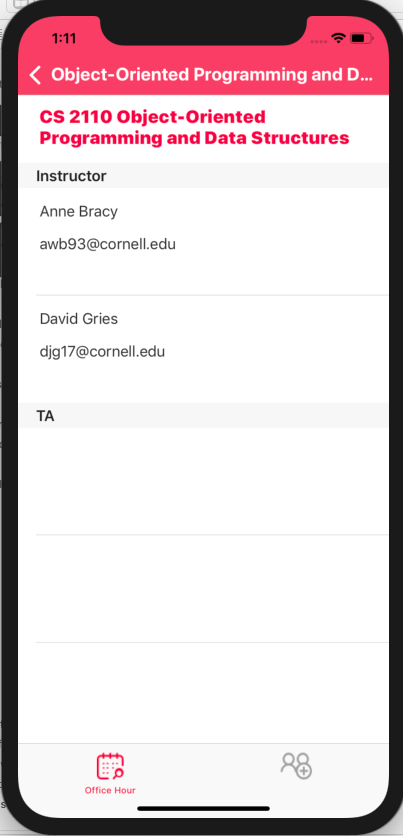 1:11
Object-Oriented Programming and D...
CS 2110 Object-Oriented
Programming and Data Structures
Instructor
Anne Bracy
awb93@cornell.edu
David Gries
djg17@cornell.edu
TA
Office Hour